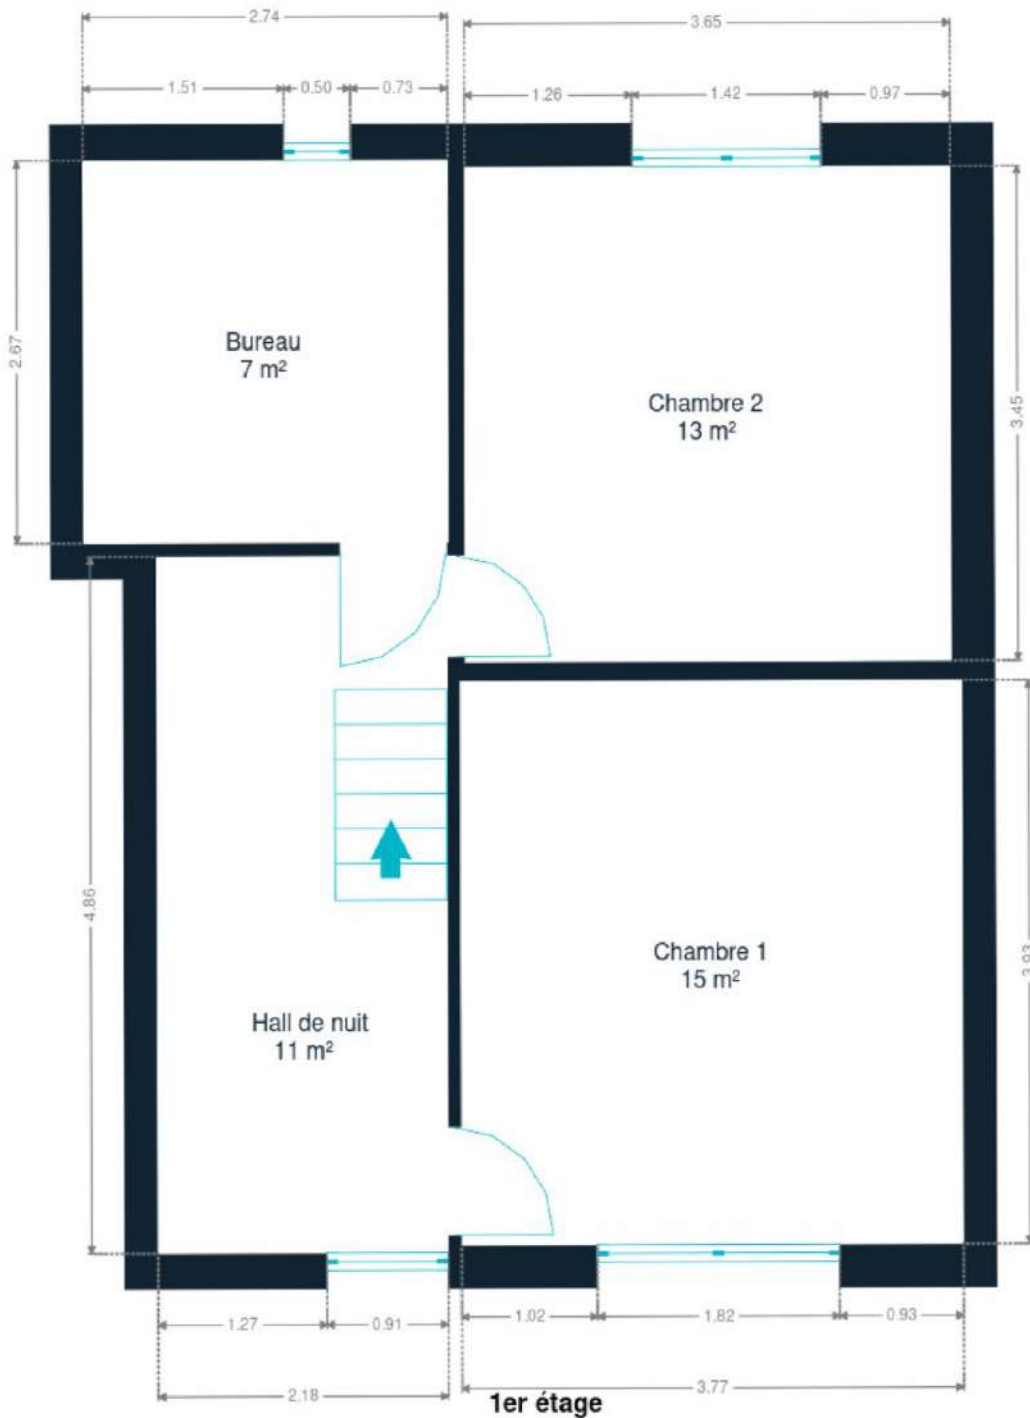 2.74
3.65
1.51
0.50
0.73
1.26
1.42
0.97
2.67
Bureau
7 m²
Chambre 2
13 m²
3.45
4.86
Chambre 1
15 m²
3.93
Hall de nuit
11 m²
1.27
0.91
1.02
1.82
0.93
2.18
3.77
1er étage